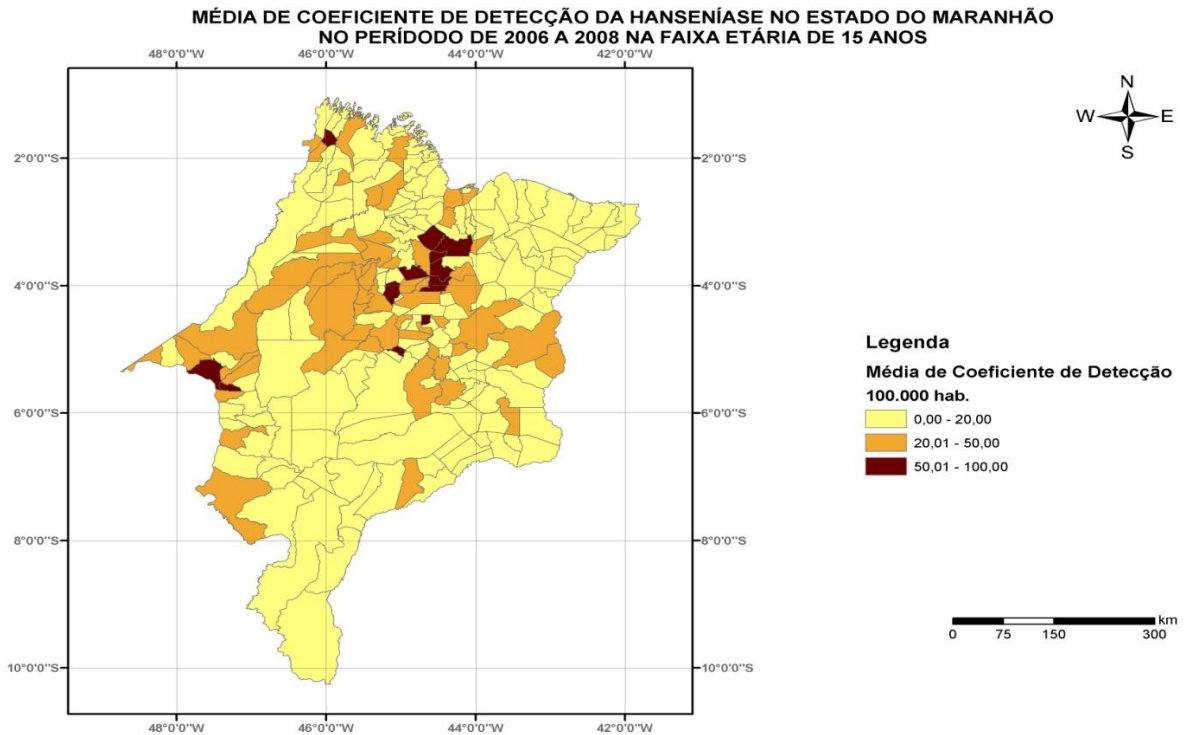 MÉDIA DE COEFICIENTE DE DETECÇÃO DA HANSENÍASE NO ESTADO DO MARANHÃO
NO PERÍDODO DE 2006 A 2008 NA FAIXA ETÁRIA DE 15 ANOS
48°0'0"W 46°0'0"W 44°0'0"W 42°0'0"W
N
W E
S
2°0'0"S 2°0'0"S
4°0'0"S 4°0'0"S
Legenda
Média de Coeficiente de Detecção
100.000 hab.
0,00 - 20,00
20,01 - 50,00
50,01 - 100,00
6°0'0"S 6°0'0"S
8°0'0"S 8°0'0"S
km
0 75 150 300
10°0'0"S 10°0'0"S
48°0'0"W 46°0'0"W 44°0'0"W 42°0'0"W